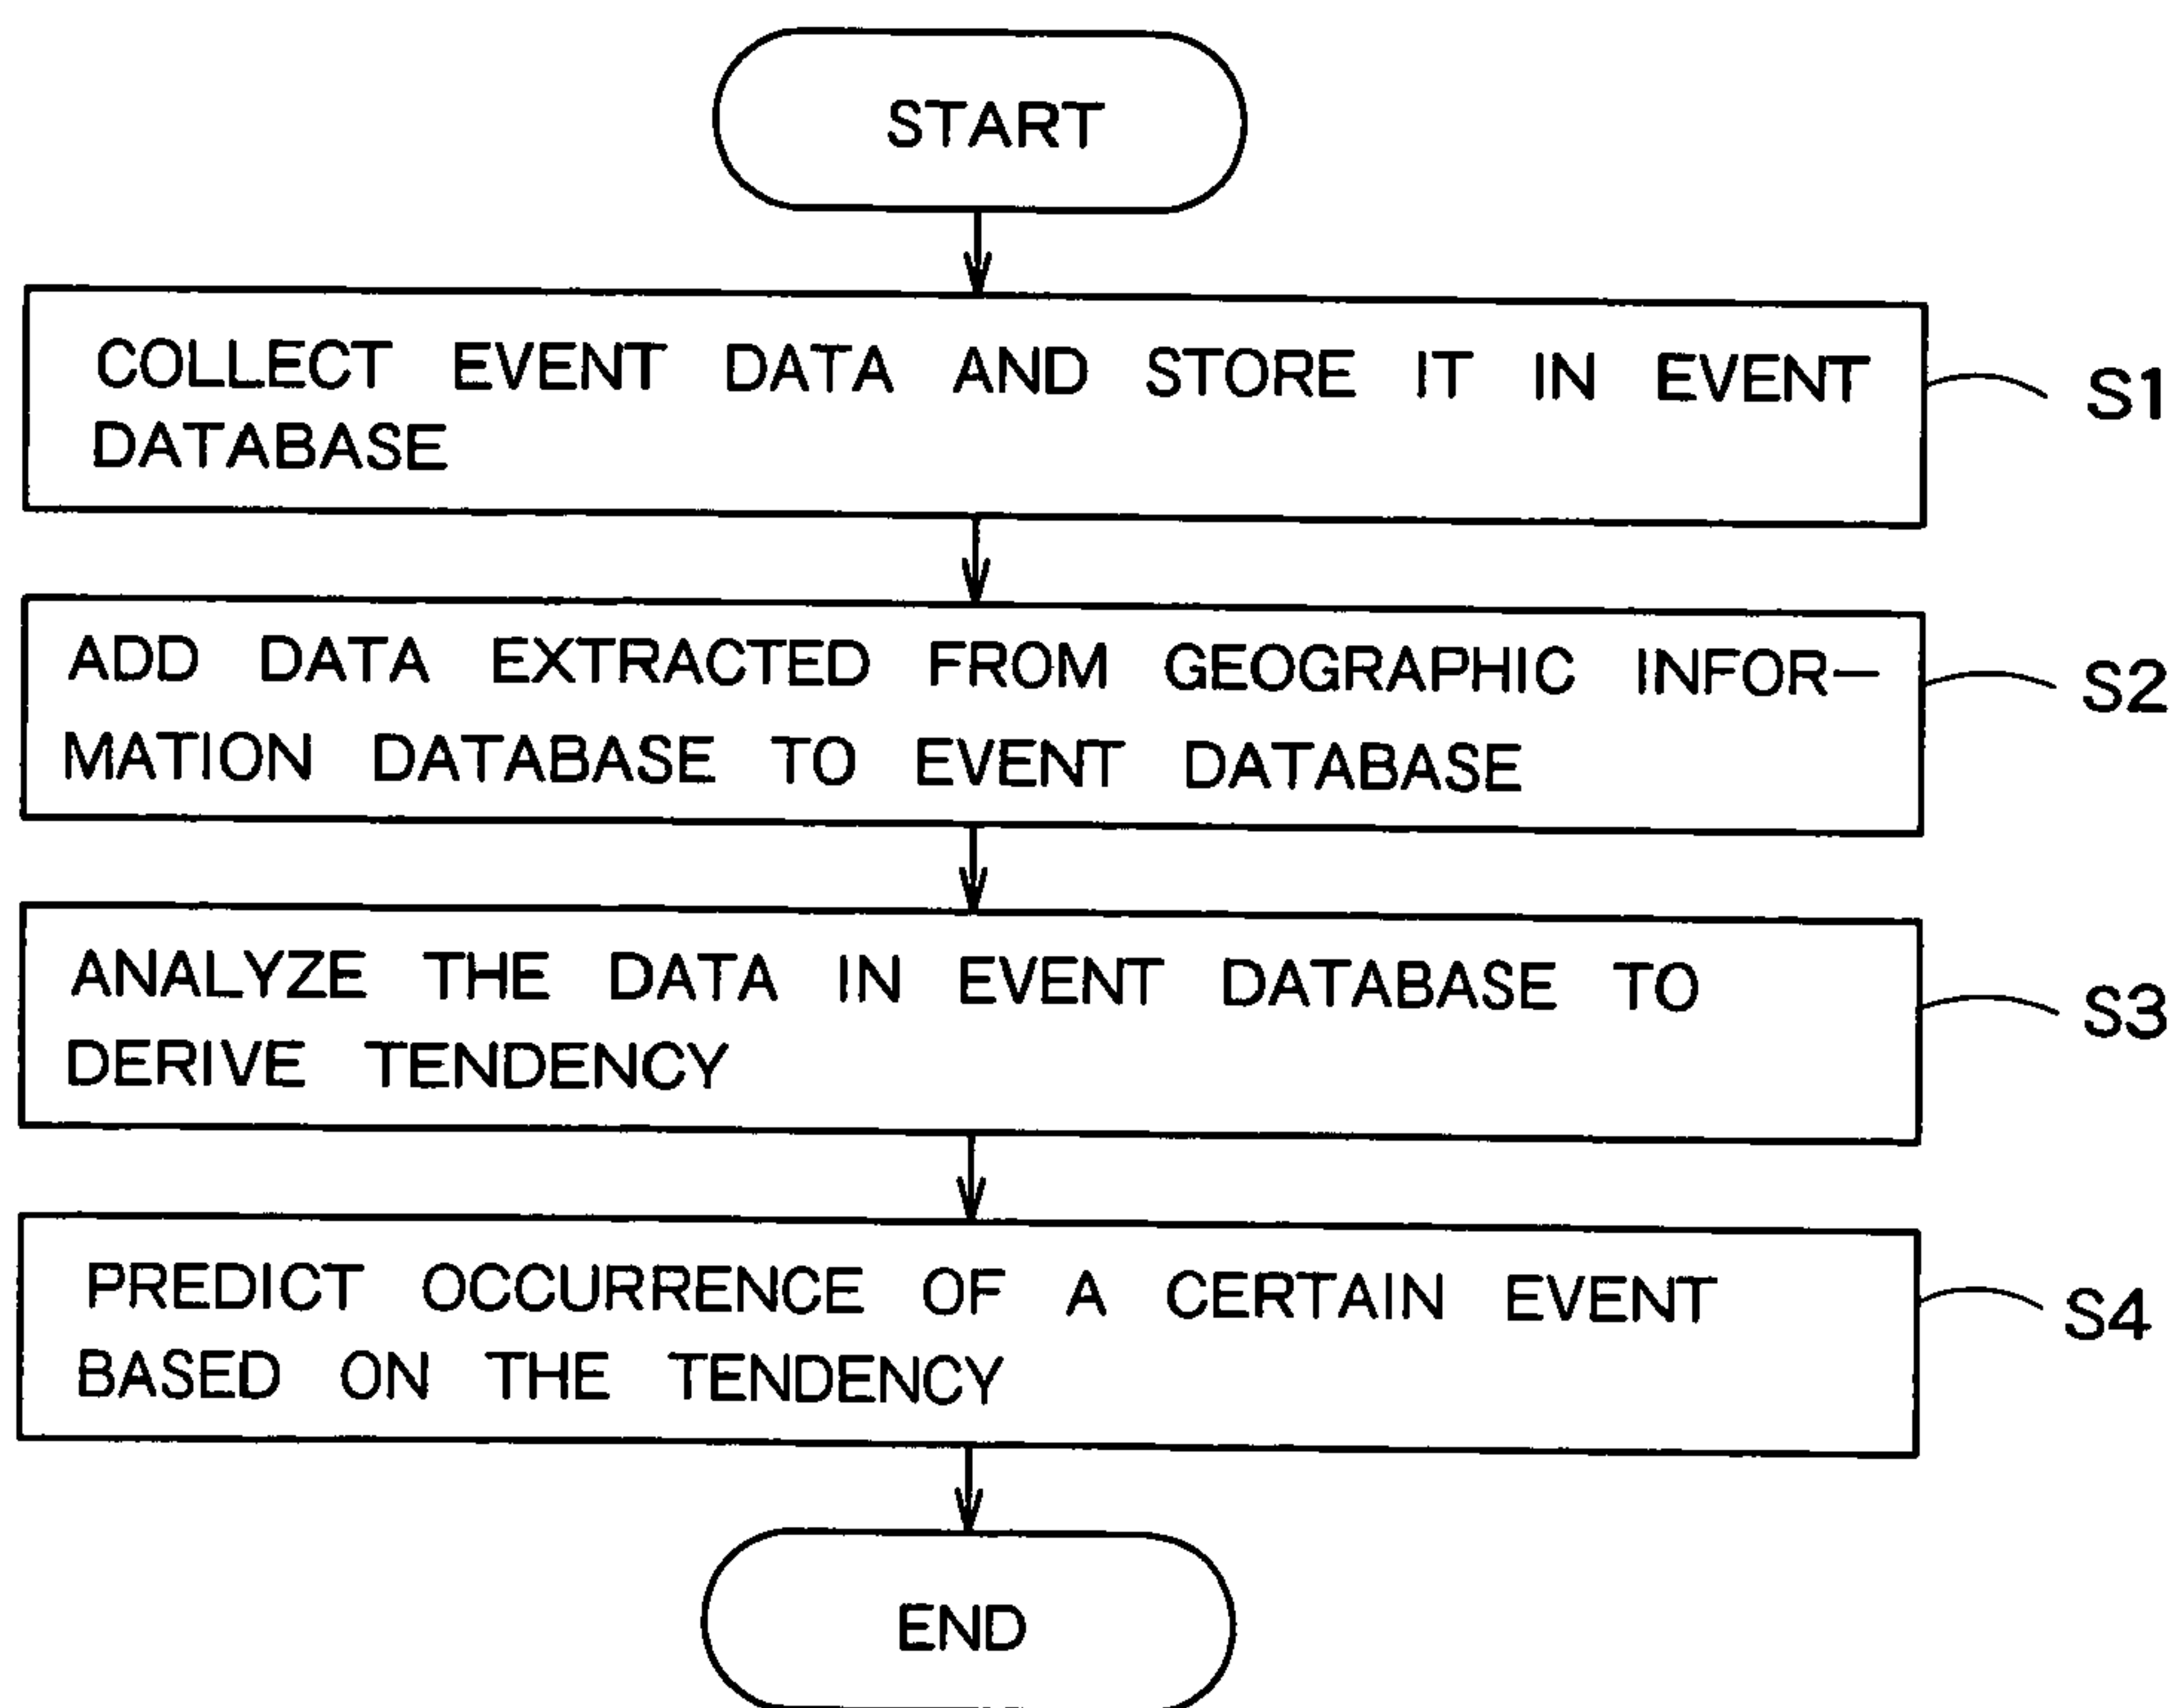 START
COLLECT EVENT DATA AND STORE IT IN EVENT
DATABASE
S1
ADD DATA EXTRACTED FROM GEOGRAPHIC INFOR-
MATION DATABASE TO EVENT DATABASE
S2
ANALYZE THE DATA IN EVENT DATABASE TO
DERIVE TENDENCY
S3
PREDICT OCCURRENCE OF A CERTAIN EVENT
BASED ON THE TENDENCY
S4
END